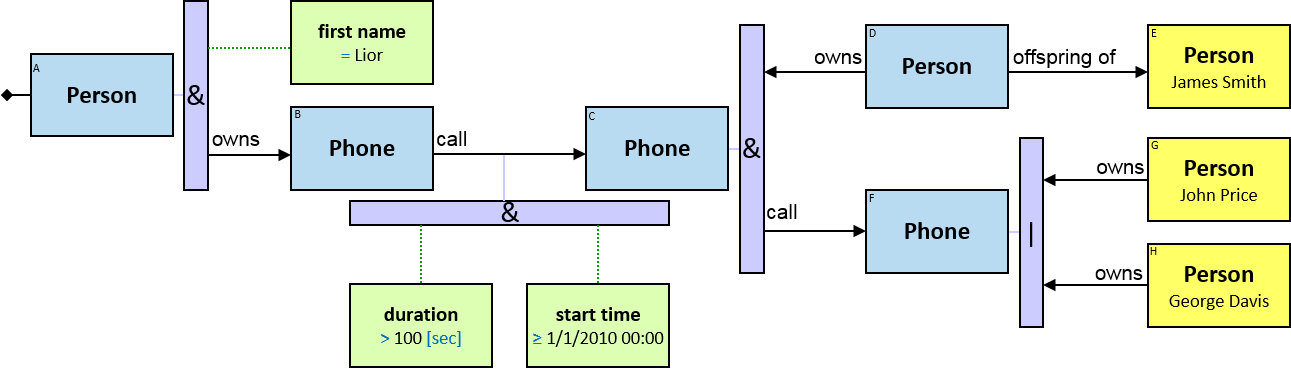 A
Person
&
first name
= Lior
owns
B
Phone
call
&
duration
> 100 [sec]
start time
≥ 1/1/2010 00:00
C
Phone
&
owns
D
Person
offspring of
E
Person
James Smith
call
F
Phone
|
owns
G
Person
John Price
owns
H
Person
George Davis